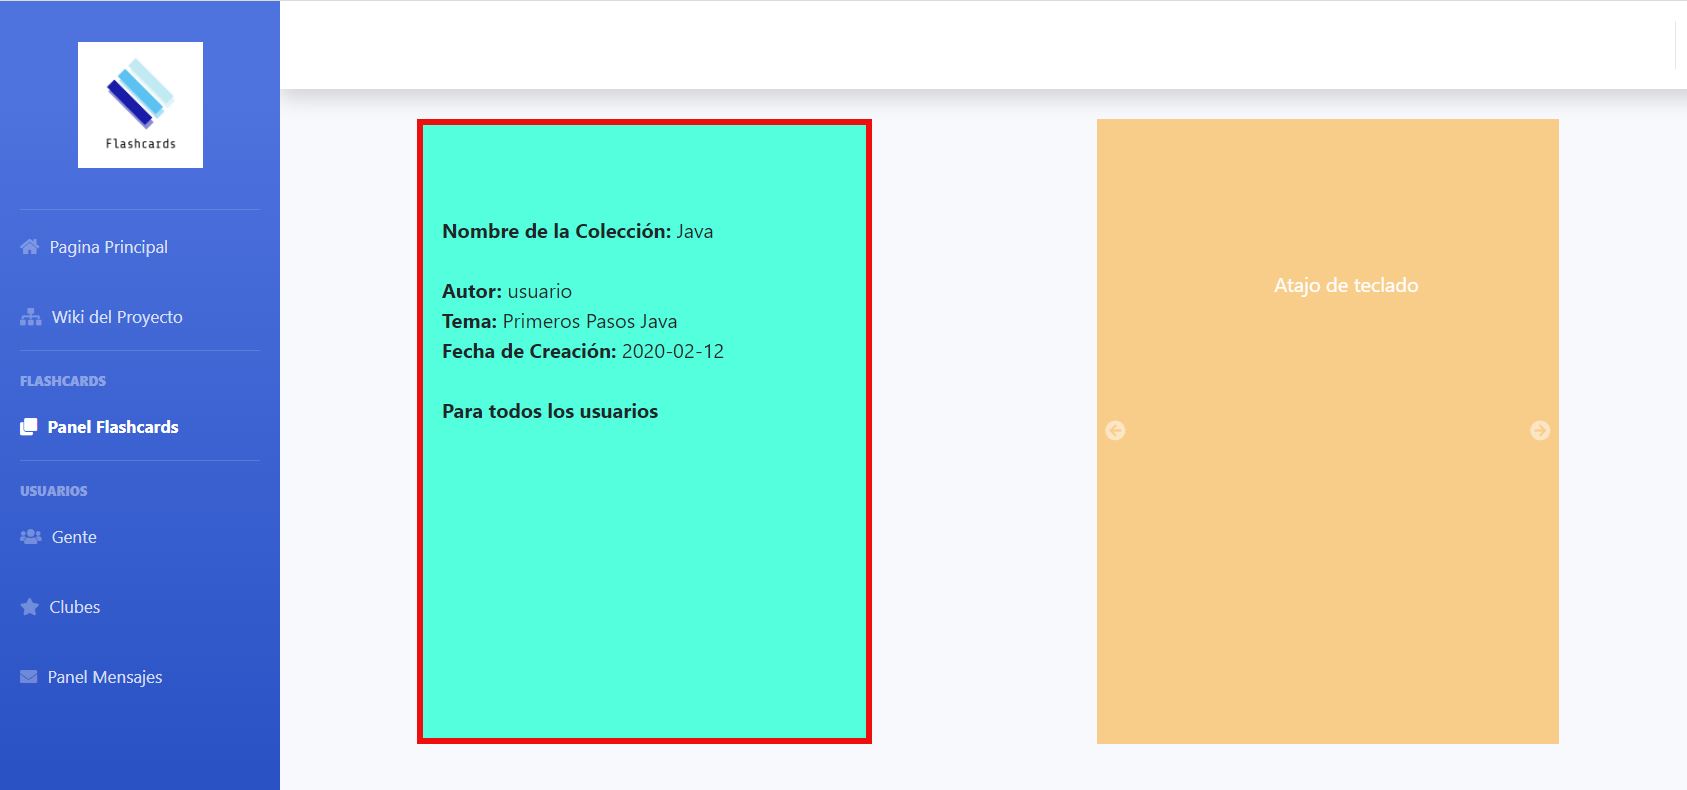 Flashcards
Pagina Principal
Wiki del Proyecto
FLASHCARDS
Panel Flashcards
USUARIOS
Gente
Clubes
Panel Mensajes
Nombre de la Colección: Java
Autor: usuario
Tema: Primeros Pasos Java
Fecha de Creación: 2020-02-12
Para todos los usuarios
Atajo de teclado